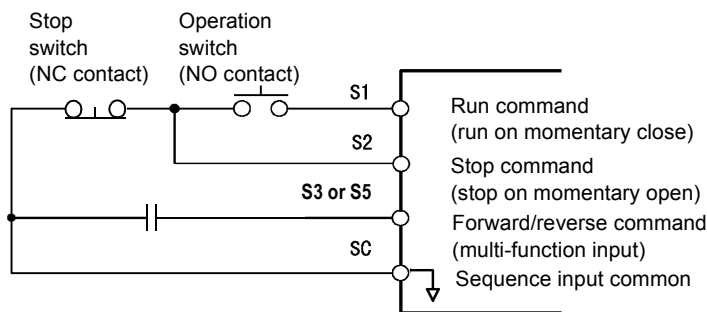 Stop
switch
(NC contact)
Operation
switch
(NO contact)
S1
Run command
(run on momentary close)
S2
Stop command
(stop on momentary open)
S3 or S5
Forward/reverse command
(multi-function input)
SC
Sequence input common